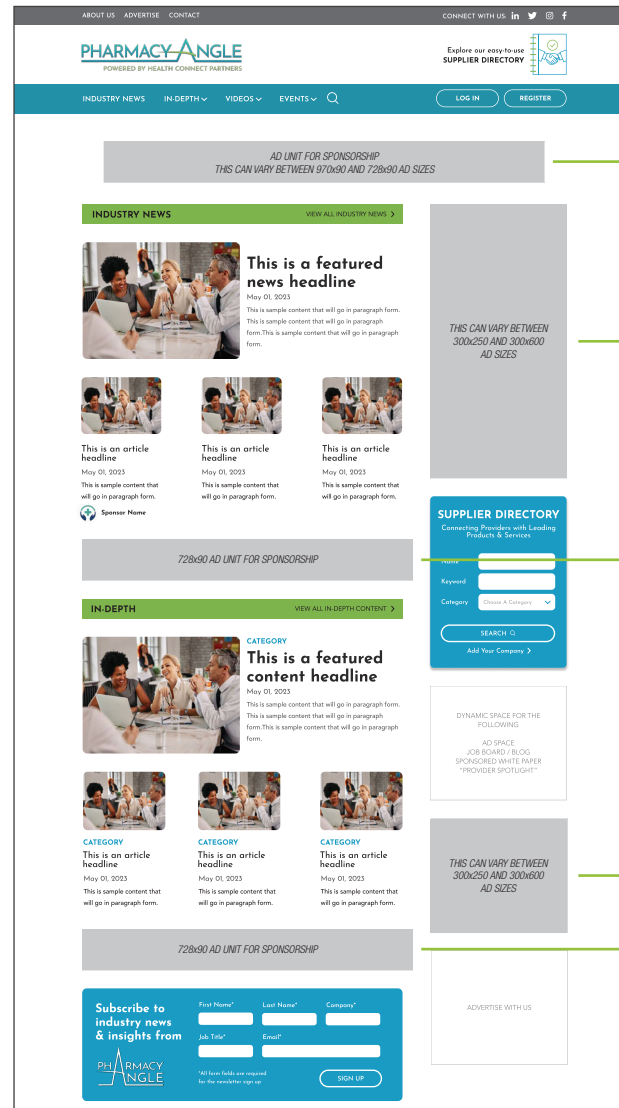 ABOUT US ADVERTISE CONTACT
CONNECT WITH US: in f
PHARMACY ANGLE
POWERED BY HEALTH CONNECT PARTNERS
Explore our easy-to-use
SUPPLIER DIRECTORY
INDUSTRY NEWS IN-DEPTH VIDEOS EVENTS
LOG IN REGISTER
AD UNIT FOR SPONSORSHIP
THIS CAN VARY BETWEEN 970x90 AND 728x90 AD SIZES
INDUSTRY NEWS VIEW ALL INDUSTRY NEWS
This is a featured
news headline
May 01, 2023
This is sample content that will go in paragraph form.
This is sample content that will go in paragraph
form.This is sample content that will go in paragraph
form.
This is an article
headline
May 01, 2023
This is sample content that
will go in paragraph form.
Sponsor Name
This is an article
headline
May 01, 2023
This is sample content that
will go in paragraph form.
This is an article
headline
May 01, 2023
This is sample content that
will go in paragraph form.
728x90 AD UNIT FOR SPONSORSHIP
IN-DEPTH VIEW ALL IN-DEPTH CONTENT
CATEGORY
This is a featured
content headline
May 01, 2023
This is sample content that will go in paragraph form.
This is sample content that will go in paragraph
form.This is sample content that will go in paragraph
form.
CATEGORY
This is an article
headline
May 01, 2023
This is sample content that
will go in paragraph form.
CATEGORY
This is an article
headline
May 01, 2023
This is sample content that
will go in paragraph form.
CATEGORY
This is an article
headline
May 01, 2023
This is sample content that
will go in paragraph form.
728x90 AD UNIT FOR SPONSORSHIP
Subscribe to
industry news
& insights from
PHARMACY
ANGLE
First Name* Last Name* Company*
Job Title* Email*
*All form fields are required
for the newsletter sign up
SIGN UP
THIS CAN VARY BETWEEN
300x250 AND 300x600
AD SIZES
SUPPLIER DIRECTORY
Connecting Providers with Leading
Products & Services
Name
Keyword
Category Choose A Category
SEARCH
Add Your Company
DYNAMIC SPACE FOR THE
FOLLOWING
AD SPACE
JOB BOARD / BLOG
SPONSORED WHITE PAPER
"PROVIDER SPOTLIGHT"
THIS CAN VARY BETWEEN
300x250 AND 300x600
AD SIZES
ADVERTISE WITH US